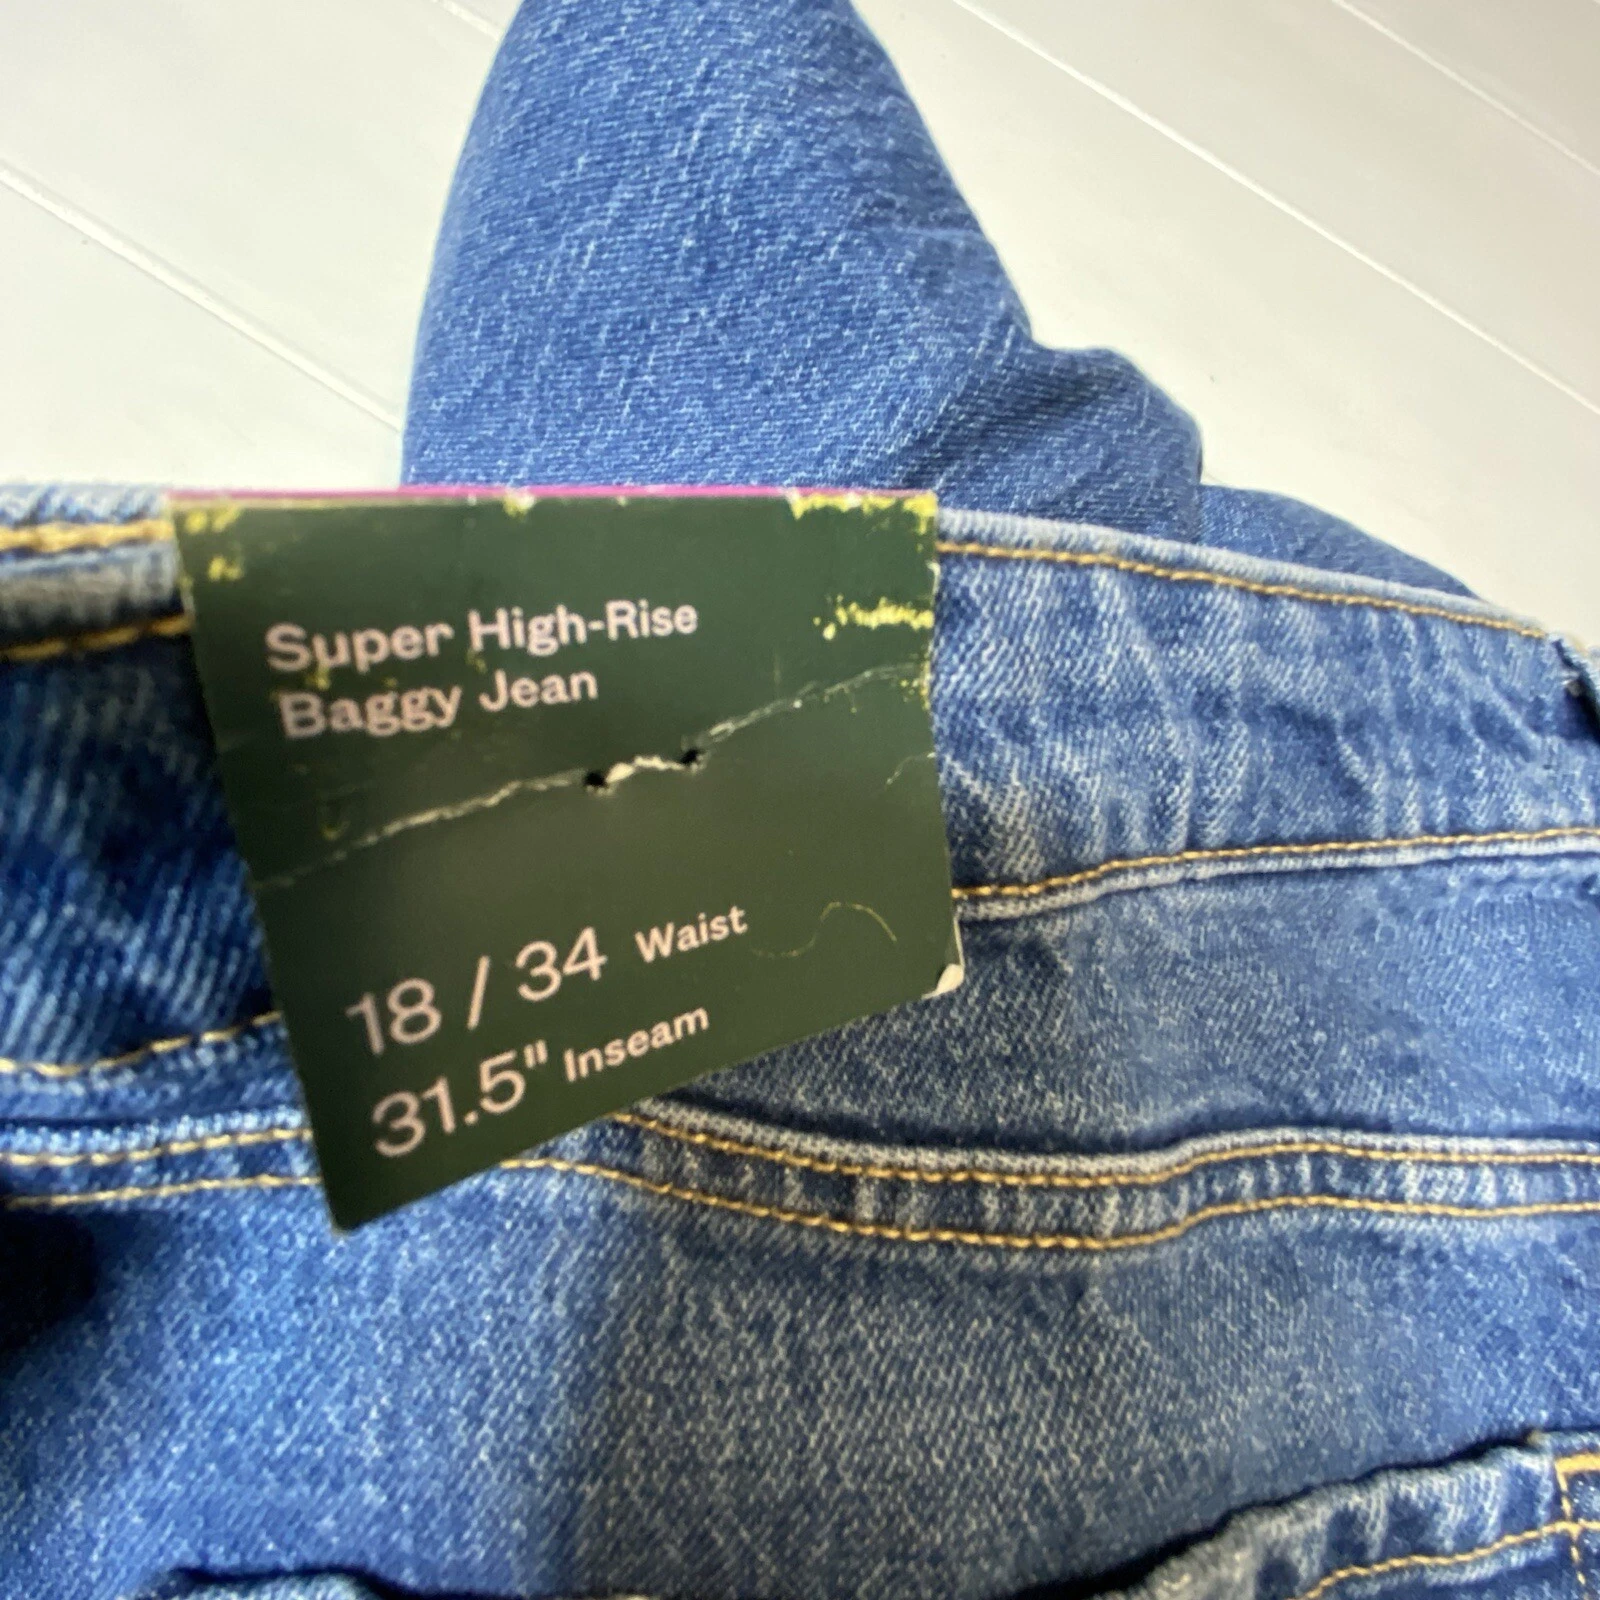 Super High-Rise
Baggy Jean
18 / 34 Waist
31.5" Inseam